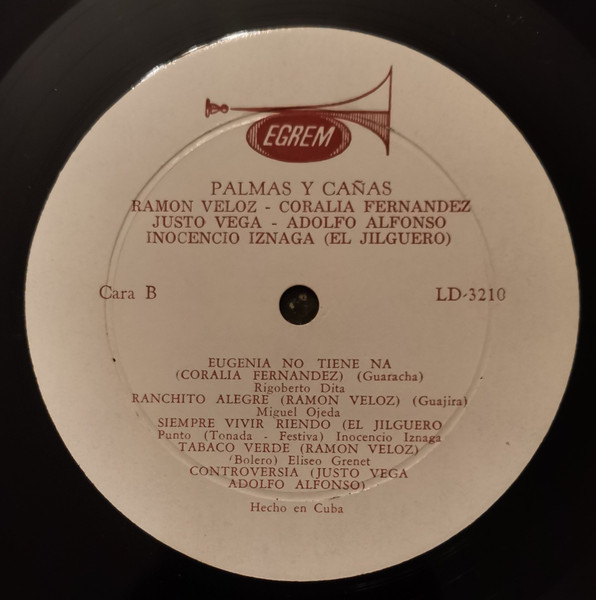 EGREM
PALMAS Y CAÑAS
RAMON VELOZ - CORALIA FERNANDEZ
JUSTO VEGA - ADOLFO ALFONSO
INOCENCIO IZNAGA (EL JILGUERO)
Cara B LD-3210
EUGENIA NO TIENE NA
(CORALIA FERNANDEZ) (Guaracha)
Rigoberto Dita
RANCHITO ALEGRE (RAMON VELOZ) (Guajira)
Miguel Ojeda
SIEMPRE VIVIR RIENDO (EL JILGUERO
Punto (Tonada - Festiva) Inocencio Iznaga
TABACO VERDE (RAMON VELOZ)
(Bolero) Eliseo Grenet
CONTROVERSIA (JUSTO VEGA
ADOLFO ALFONSO)
Hecho en Cuba